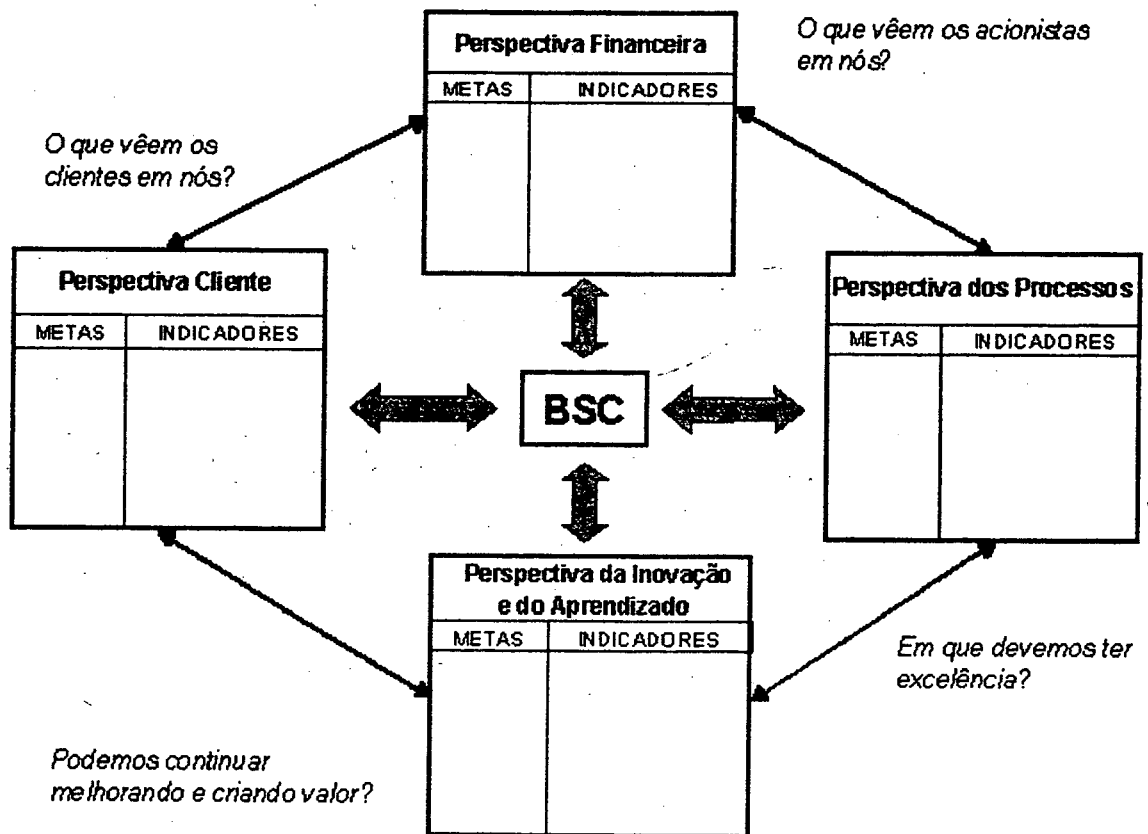 Perspectiva Financeira
METAS INDICADORES
O que vêem os acionistas
em nós?
O que vêem os
clientes em nós?
Perspectiva Cliente
METAS INDICADORES
BSC
Perspectiva dos Processos
METAS INDICADORES
Perspectiva da Inovação
e do Aprendizado
METAS INDICADORES
Em que devemos ter
excelência?
Podemos continuar
melhorando e criando valor?